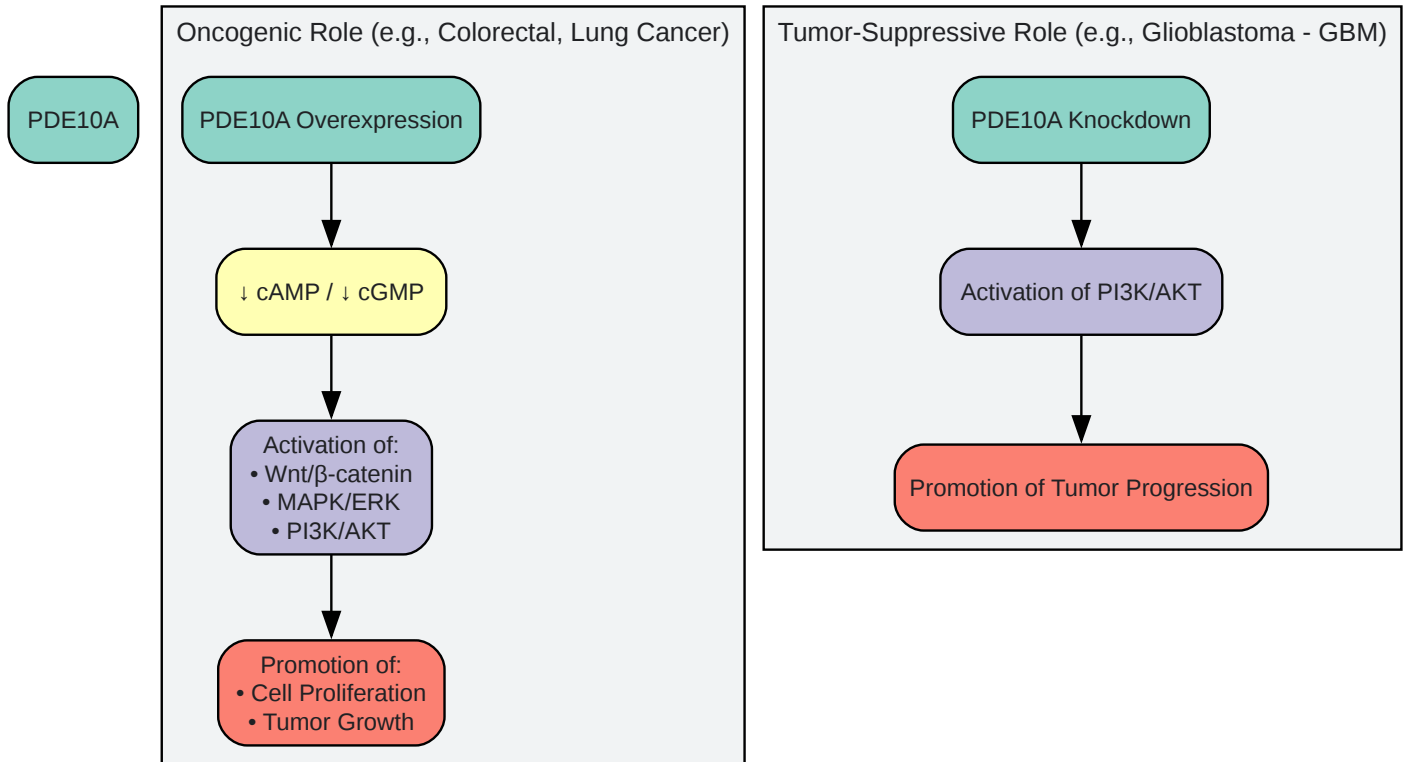 PDE10A
Oncogenic Role (e.g., Colorectal, Lung Cancer)
PDE10A Overexpression
↓ cAMP / ↓ cGMP
Activation of:
• Wnt/β-catenin
• MAPK/ERK
• PI3K/AKT
Promotion of:
• Cell Proliferation
• Tumor Growth
Tumor-Suppressive Role (e.g., Glioblastoma - GBM)
PDE10A Knockdown
Activation of PI3K/AKT
Promotion of Tumor Progression